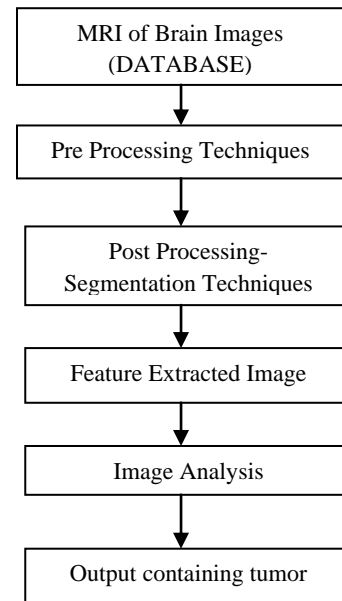 MRI of Brain Images
(DATABASE)
Pre Processing Techniques
Post Processing-
Segmentation Techniques
Feature Extracted Image
Image Analysis
Output containing tumor